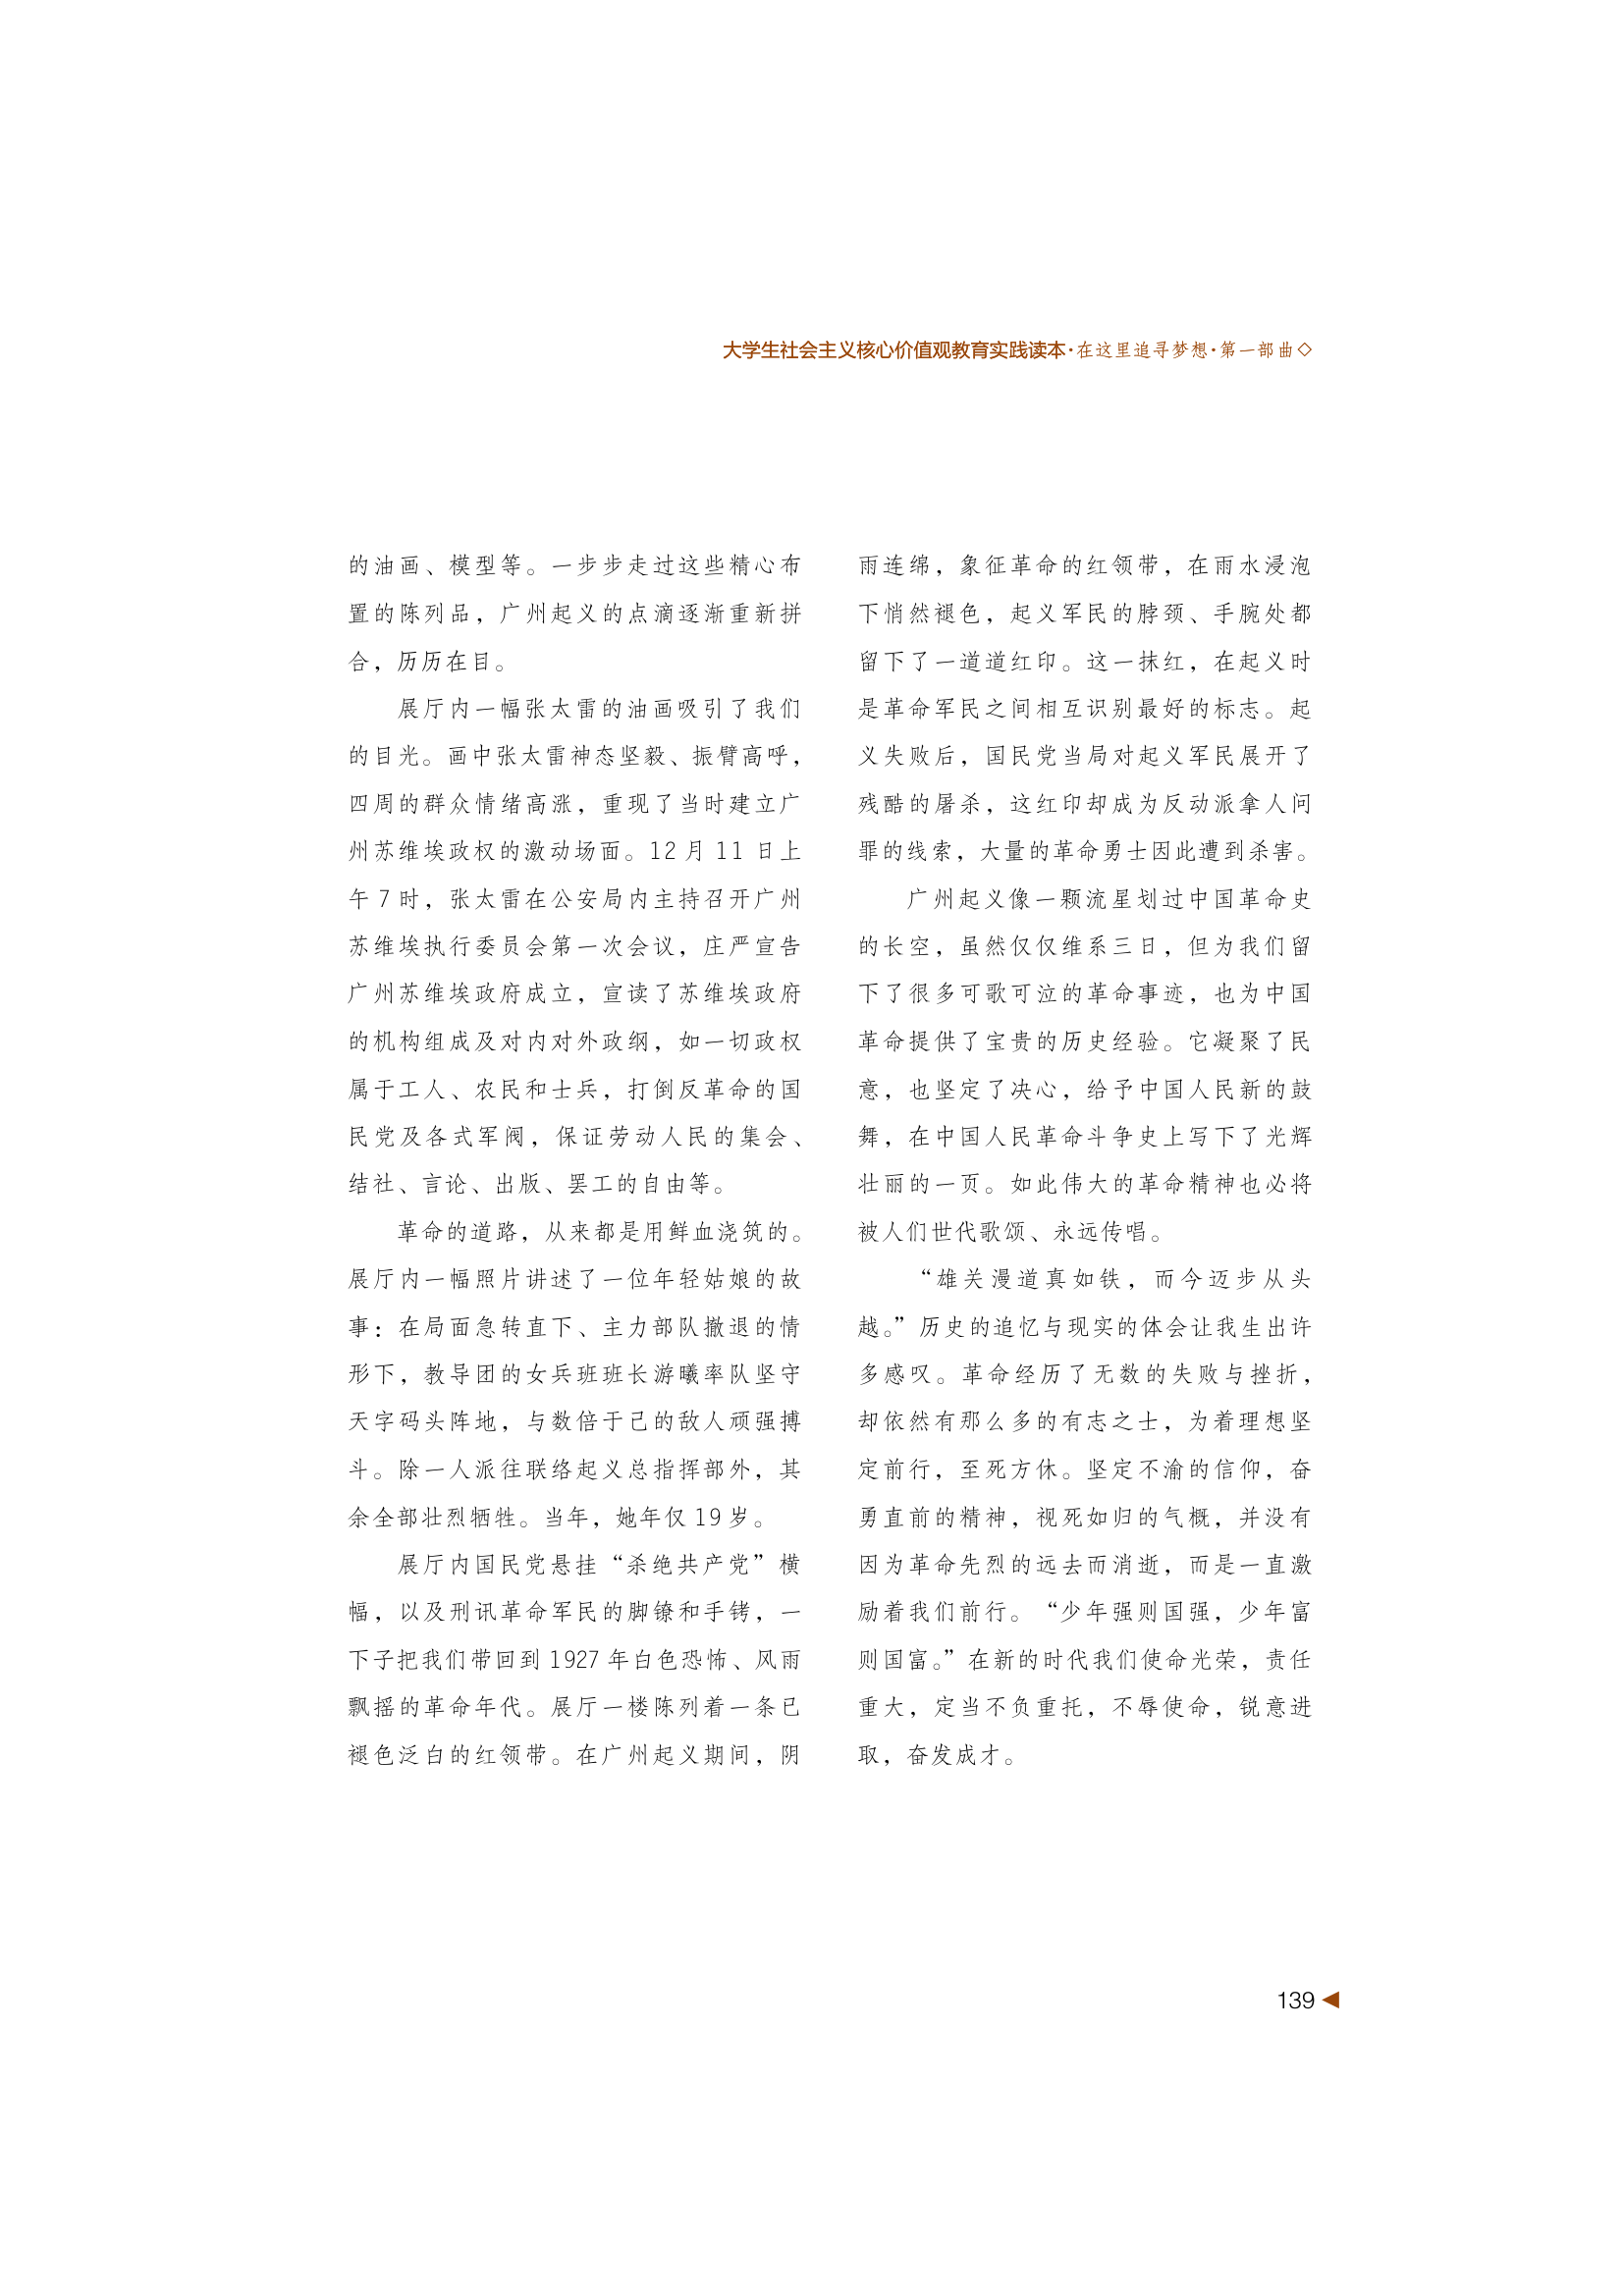 大学生社会主义核心价值观教育实践读本·在这里追寻梦想·第一部曲◇
的油画、模型等。一步步走过这些精心布
置的陈列品，广州起义的点滴逐渐重新拼
合，历历在目。
展厅内一幅张太雷的油画吸引了我们
的目光。画中张太雷神态坚毅、振臂高呼，
四周的群众情绪高涨，重现了当时建立广
州苏维埃政权的激动场面。12 月 11 日上
午 7 时，张太雷在公安局内主持召开广州
苏维埃执行委员会第一次会议，庄严宣告
广州苏维埃政府成立，宣读了苏维埃政府
的机构组成及对内对外政纲，如一切政权
属于工人、农民和士兵，打倒反革命的国
民党及各式军阀，保证劳动人民的集会、
结社、言论、出版、罢工的自由等。
革命的道路，从来都是用鲜血浇筑的。
展厅内一幅照片讲述了一位年轻姑娘的故
事：在局面急转直下、主力部队撤退的情
形下，教导团的女兵班班长游曦率队坚守
天字码头阵地，与数倍于己的敌人顽强搏
斗。除一人派往联络起义总指挥部外，其
余全部壮烈牺牲。当年，她年仅 19 岁。
展厅内国民党悬挂“杀绝共产党”横
幅，以及刑讯革命军民的脚镣和手铐，一
下子把我们带回到 1927 年白色恐怖、风雨
飘摇的革命年代。展厅一楼陈列着一条已
褪色泛白的红领带。在广州起义期间，阴
雨连绵，象征革命的红领带，在雨水浸泡
下悄然褪色，起义军民的脖颈、手腕处都
留下了一道道红印。这一抹红，在起义时
是革命军民之间相互识别最好的标志。起
义失败后，国民党当局对起义军民展开了
残酷的屠杀，这红印却成为反动派拿人问
罪的线索，大量的革命勇士因此遭到杀害。
广州起义像一颗流星划过中国革命史
的长空，虽然仅仅维系三日，但为我们留
下了很多可歌可泣的革命事迹，也为中国
革命提供了宝贵的历史经验。它凝聚了民
意，也坚定了决心，给予中国人民新的鼓
舞，在中国人民革命斗争史上写下了光辉
壮丽的一页。如此伟大的革命精神也必将
被人们世代歌颂、永远传唱。
“雄关漫道真如铁，而今迈步从头
越。”历史的追忆与现实的体会让我生出许
多感叹。革命经历了无数的失败与挫折，
却依然有那么多的有志之士，为着理想坚
定前行，至死方休。坚定不渝的信仰，奋
勇直前的精神，视死如归的气概，并没有
因为革命先烈的远去而消逝，而是一直激
励着我们前行。“少年强则国强，少年富
则国富。”在新的时代我们使命光荣，责任
重大，定当不负重托，不辱使命，锐意进
取，奋发成才。
139